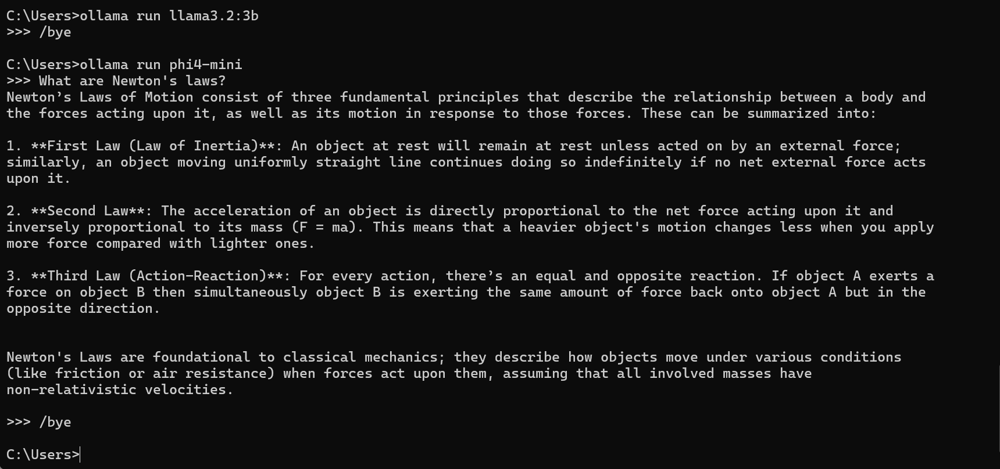 C:\Users>ollama run llama3.2:3b
>>> /bye
C:\Users>ollama run phi4-mini
>>> What are Newton's laws?
Newton’s Laws of Motion consist of three fundamental principles that describe the relationship between a body and
the forces acting upon it, as well as its motion in response to those forces. These can be summarized into:
1. **First Law (Law of Inertia)**: An object at rest will remain at rest unless acted on by an external force;
similarly, an object moving uniformly straight line continues doing so indefinitely if no net external force acts
upon it.
2. **Second Law**: The acceleration of an object is directly proportional to the net force acting upon it and
inversely proportional to its mass (F = ma). This means that a heavier object's motion changes less when you apply
more force compared with lighter ones.
3. **Third Law (Action-Reaction)**: For every action, there’s an equal and opposite reaction. If object A exerts a
force on object B then simultaneously object B is exerting the same amount of force back onto object A but in the
opposite direction.
Newton's Laws are foundational to classical mechanics; they describe how objects move under various conditions
(like friction or air resistance) when forces act upon them, assuming that all involved masses have
non-relativistic velocities.
>>> /bye
C:\Users>